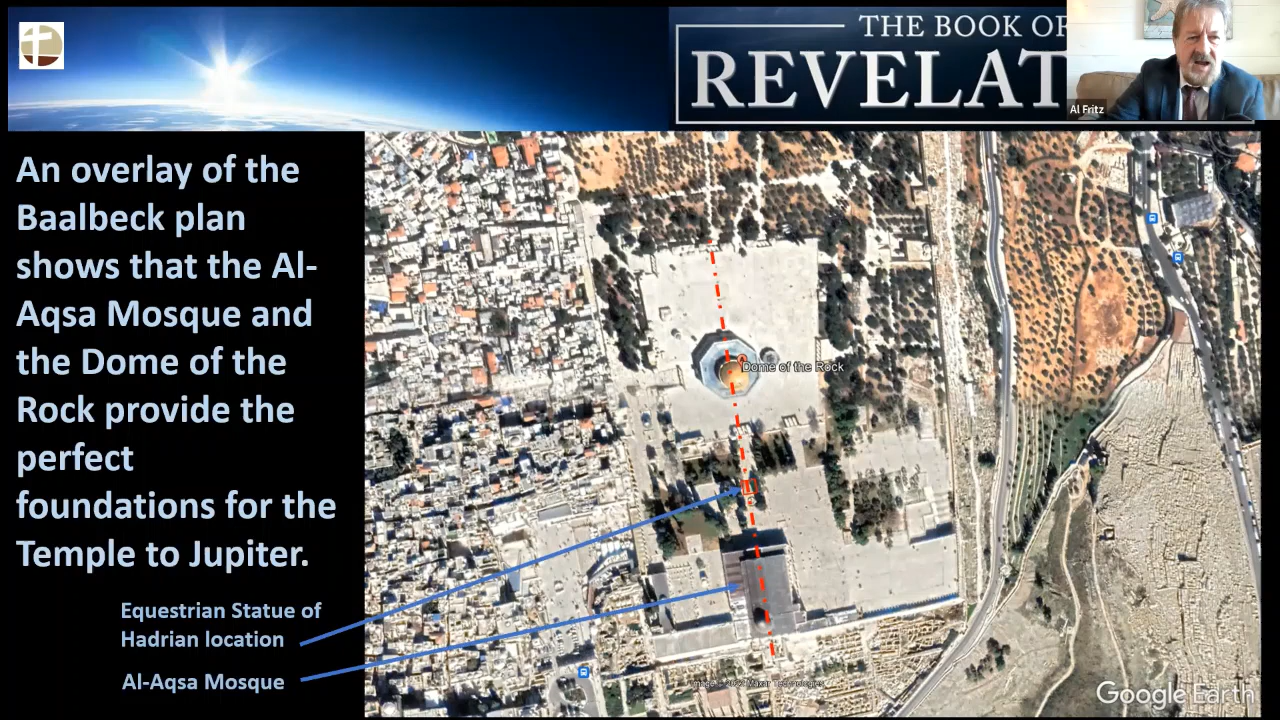 THE BOOK OF
REVELAT
Al Fritz
An overlay of the
Baalbeck plan
shows that the Al-
Aqsa Mosque and
the Dome of the
Rock provide the
perfect
foundations for the
Temple to Jupiter.
Dome of the Rock
Equestrian Statue of
Hadrian location
Al-Aqsa Mosque
Maxar Technologies
Google Earth